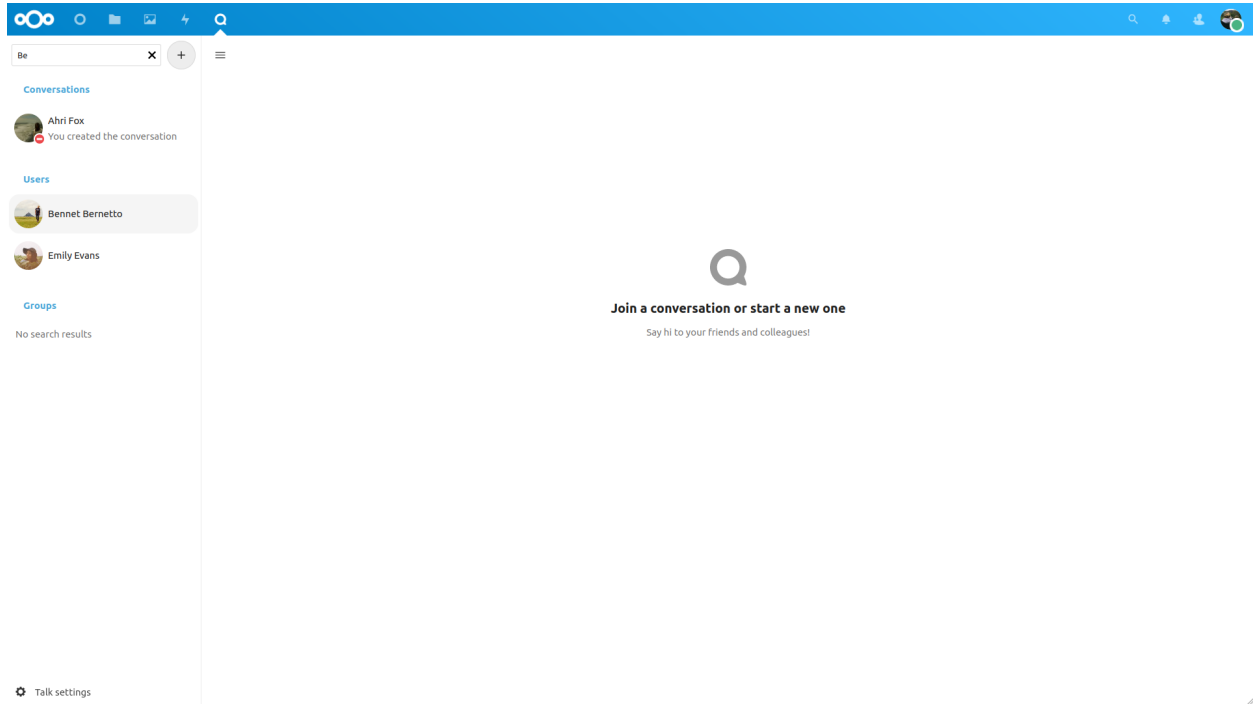 Be
Conversations
Ahri Fox
You created the conversation
Users
Bennet Bernetto
Emily Evans
Groups
No search results
Join a conversation or start a new one
Say hi to your friends and colleagues!
Talk settings